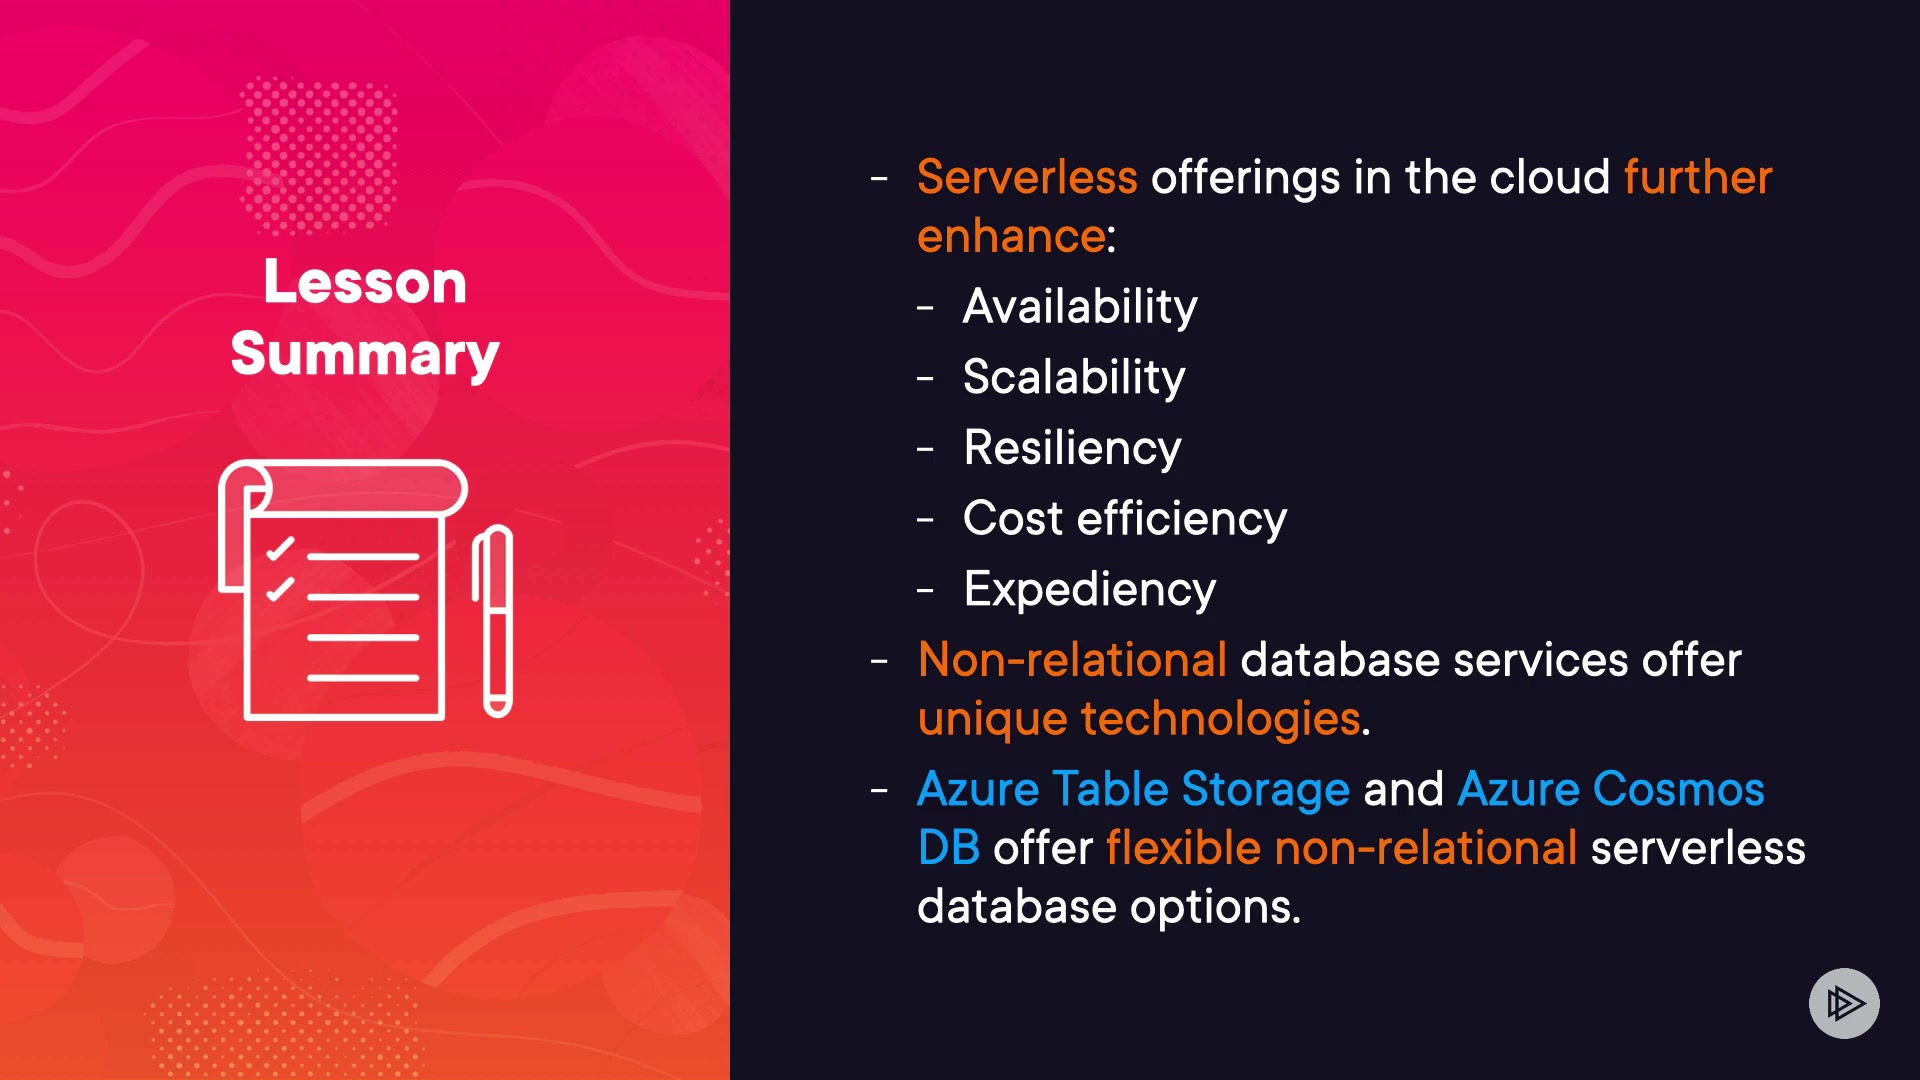 Lesson
Summary
- Serverless offerings in the cloud further
enhance:
- Availability
- Scalability
- Resiliency
- Cost efficiency
- Expediency
- Non-relational database services offer
unique technologies.
- Azure Table Storage and Azure Cosmos
DB offer flexible non-relational serverless
database options.